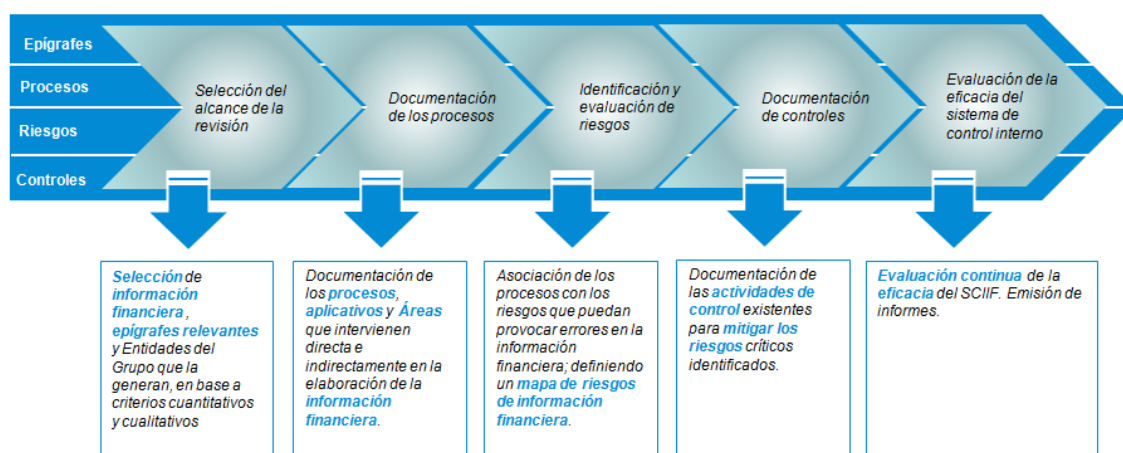 Epígrafes
Procesos
Riesgos
Controles
Selección del
alcance de la
revisión
Documentación
de los procesos
Identificación y
evaluación de
riesgos
Documentación
de controles
Evaluación de la
eficacia del
sistema de
control interno
Selección de
información
financiera ,
epígrafes relevantes
y Entidades del
Grupo que la
generan, en base a
criterios cuantitativos
y cualitativos
Documentación de
los procesos,
aplicativos y Áreas
que intervienen
directa e
indirectamente en la
elaboración de la
información
financiera.
Asociación de los
procesos con los
riesgos que puedan
provocar errores en la
información
financiera; definiendo
un mapa de riesgos
de información
financiera.
Documentación de
las actividades de
control existentes
para mitigar los
riesgos críticos
identificados.
Evaluación continua de la
eficacia del SCIIF. Emisión de
informes.